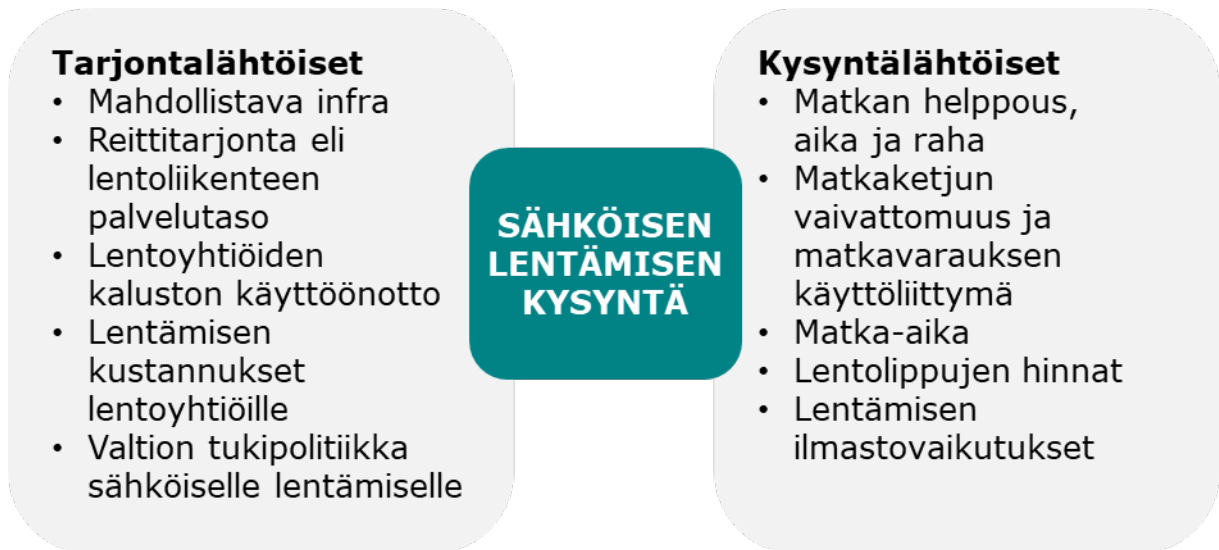 Tarjontalähtöiset
• Mahdollistava infra
• Reittitarjonta eli
lentoliikenteen
palvelutaso
• Lentoyhtiöiden
kaluston käyttöönotto
• Lentämisen
kustannukset
lentoyhtiöille
• Valtion tukipolitiikka
sähköiselle lentämiselle
SÄHKÖISEN
LENTÄMISEN
KYSYNTÄ
Kysyntälähtöiset
• Matkan helppous,
aika ja raha
• Matkaketjun
vaivattomuus ja
matkavarauksen
käyttöliittymä
• Matka-aika
• Lentolippujen hinnat
• Lentämisen
ilmastovaikutukset